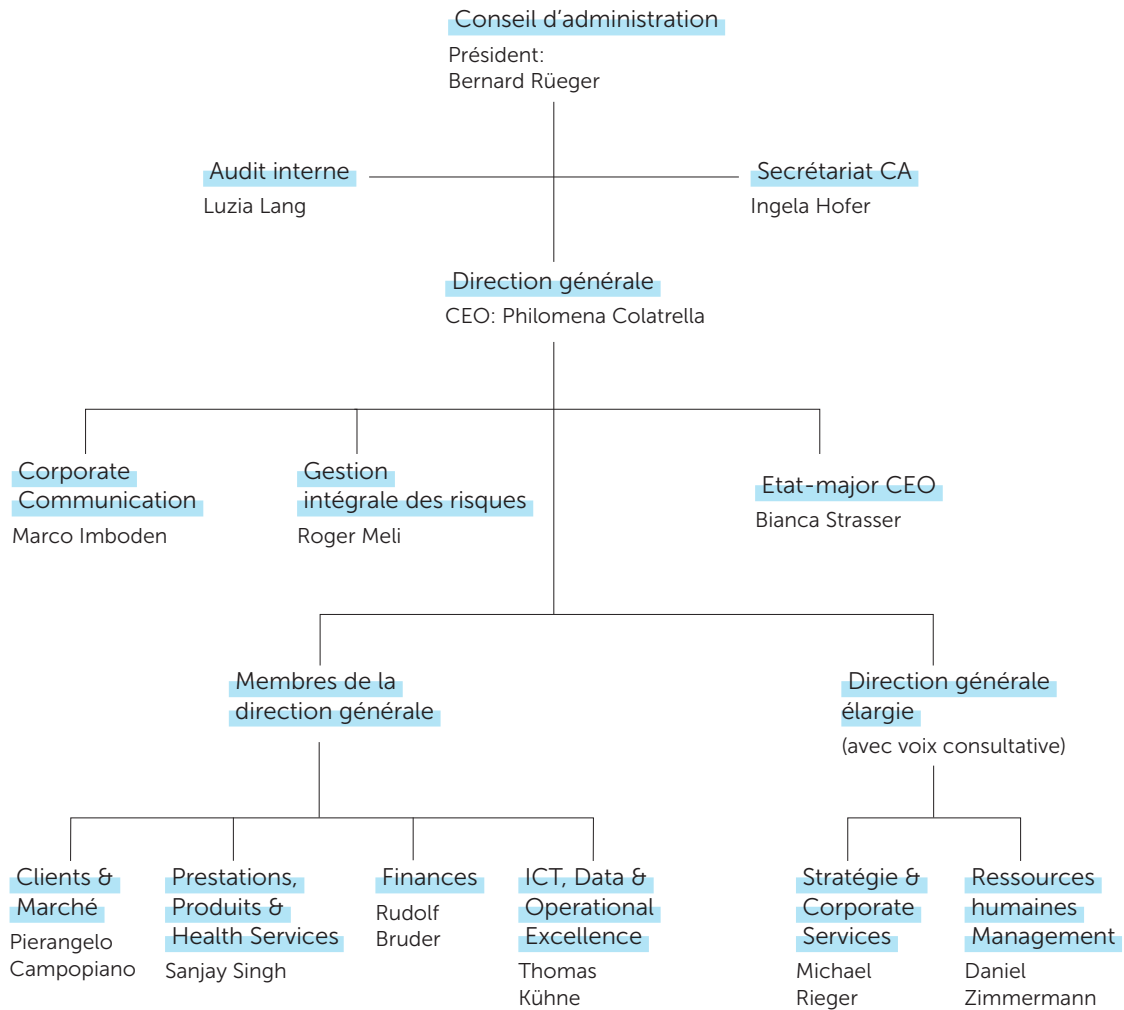 Conseil d’administration
Président:
Bernard Rüeger
Audit interne
Luzia Lang
Secrétariat CA
Ingela Hofer
Direction générale
CEO: Philomena Colatrella
Corporate
Communication
Marco Imboden
Gestion
intégrale des risques
Roger Meli
Etat-major CEO
Bianca Strasser
Membres de la
direction générale
Direction générale
élargie
(avec voix consultative)
Clients &
Marché
Pierangelo
Campopiano
Prestations,
Produits &
Health Services
Sanjay Singh
Finances
Rudolf
Bruder
ICT, Data &
Operational
Excellence
Thomas
Kühne
Stratégie &
Corporate
Services
Michael
Rieger
Ressources
humaines
Management
Daniel
Zimmermann